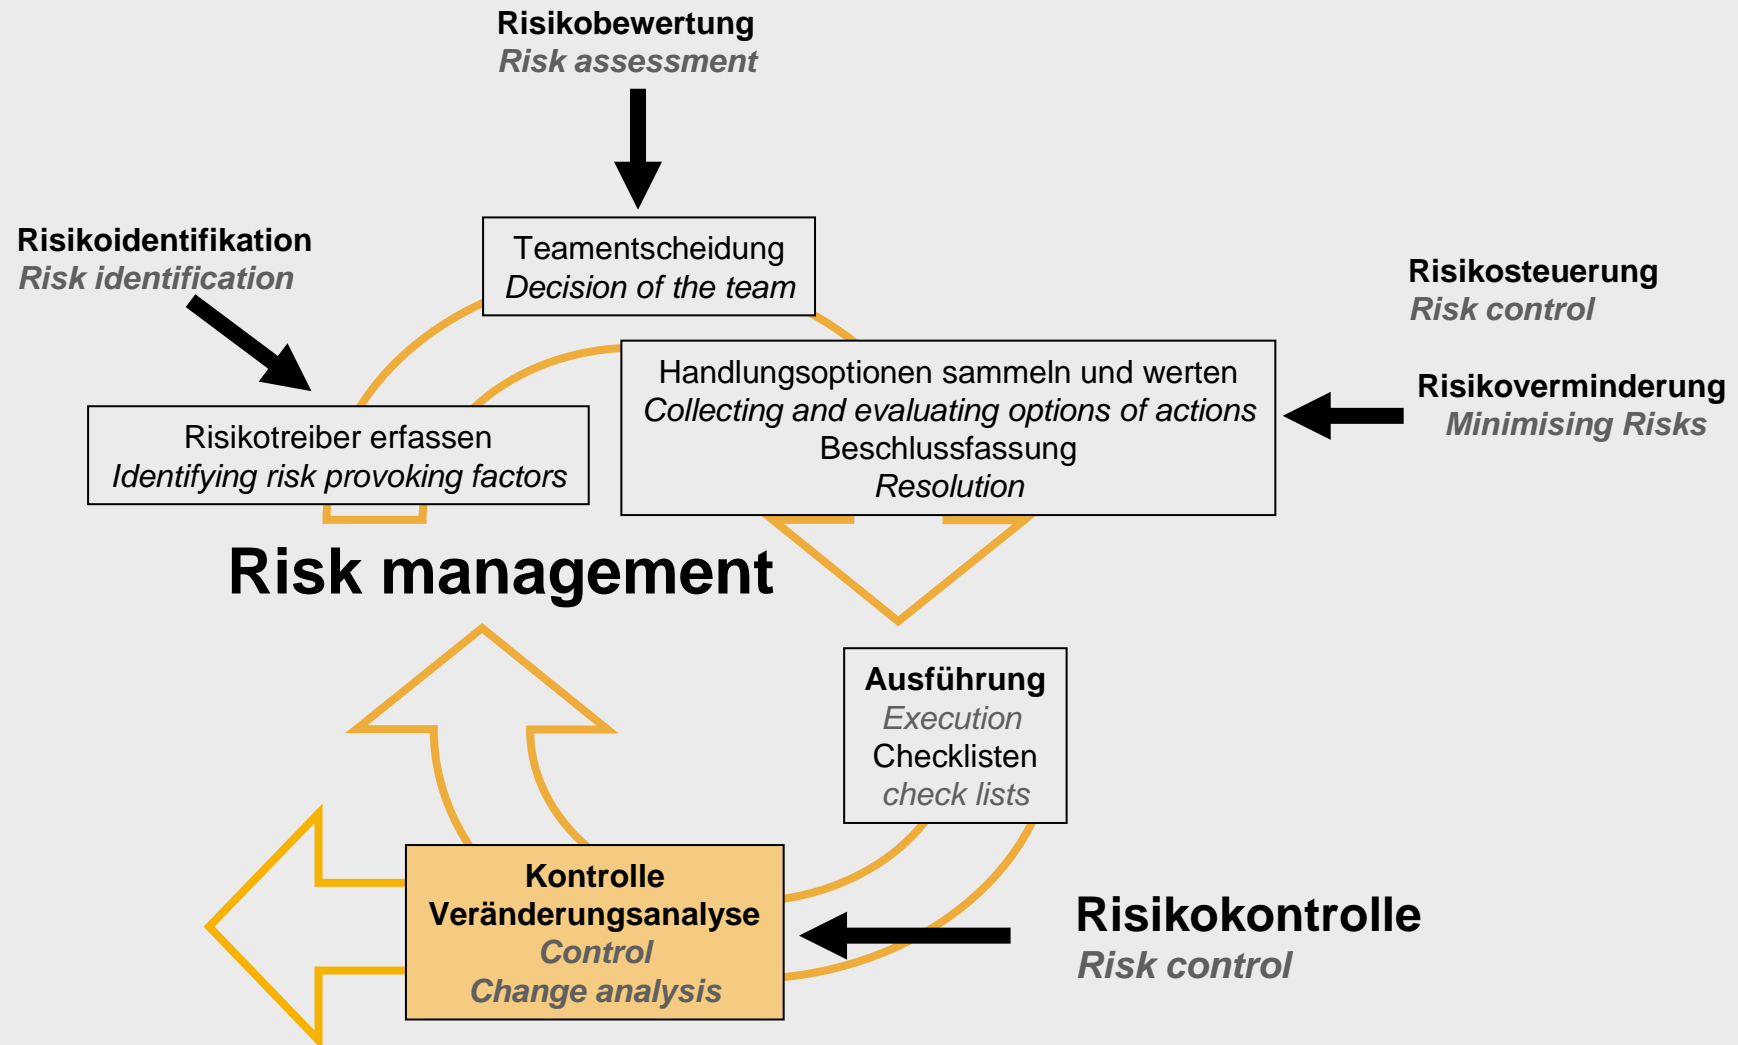 Risikobewertung
Risk assessment
Risikoidentifikation
Risk identification
Teamentscheidung
Decision of the team
Risikosteuerung
Risk control
Handlungsoptionen sammeln und werten
Collecting and evaluating options of actions
Beschlussfassung
Resolution
Risikoverminderung
Minimising Risks
Risikotreiber erfassen
Identifying risk provoking factors
Risk management
Ausführung
Execution
Checklisten
check lists
Kontrolle
Veränderungsanalyse
Control
Change analysis
Risikokontrolle
Risk control